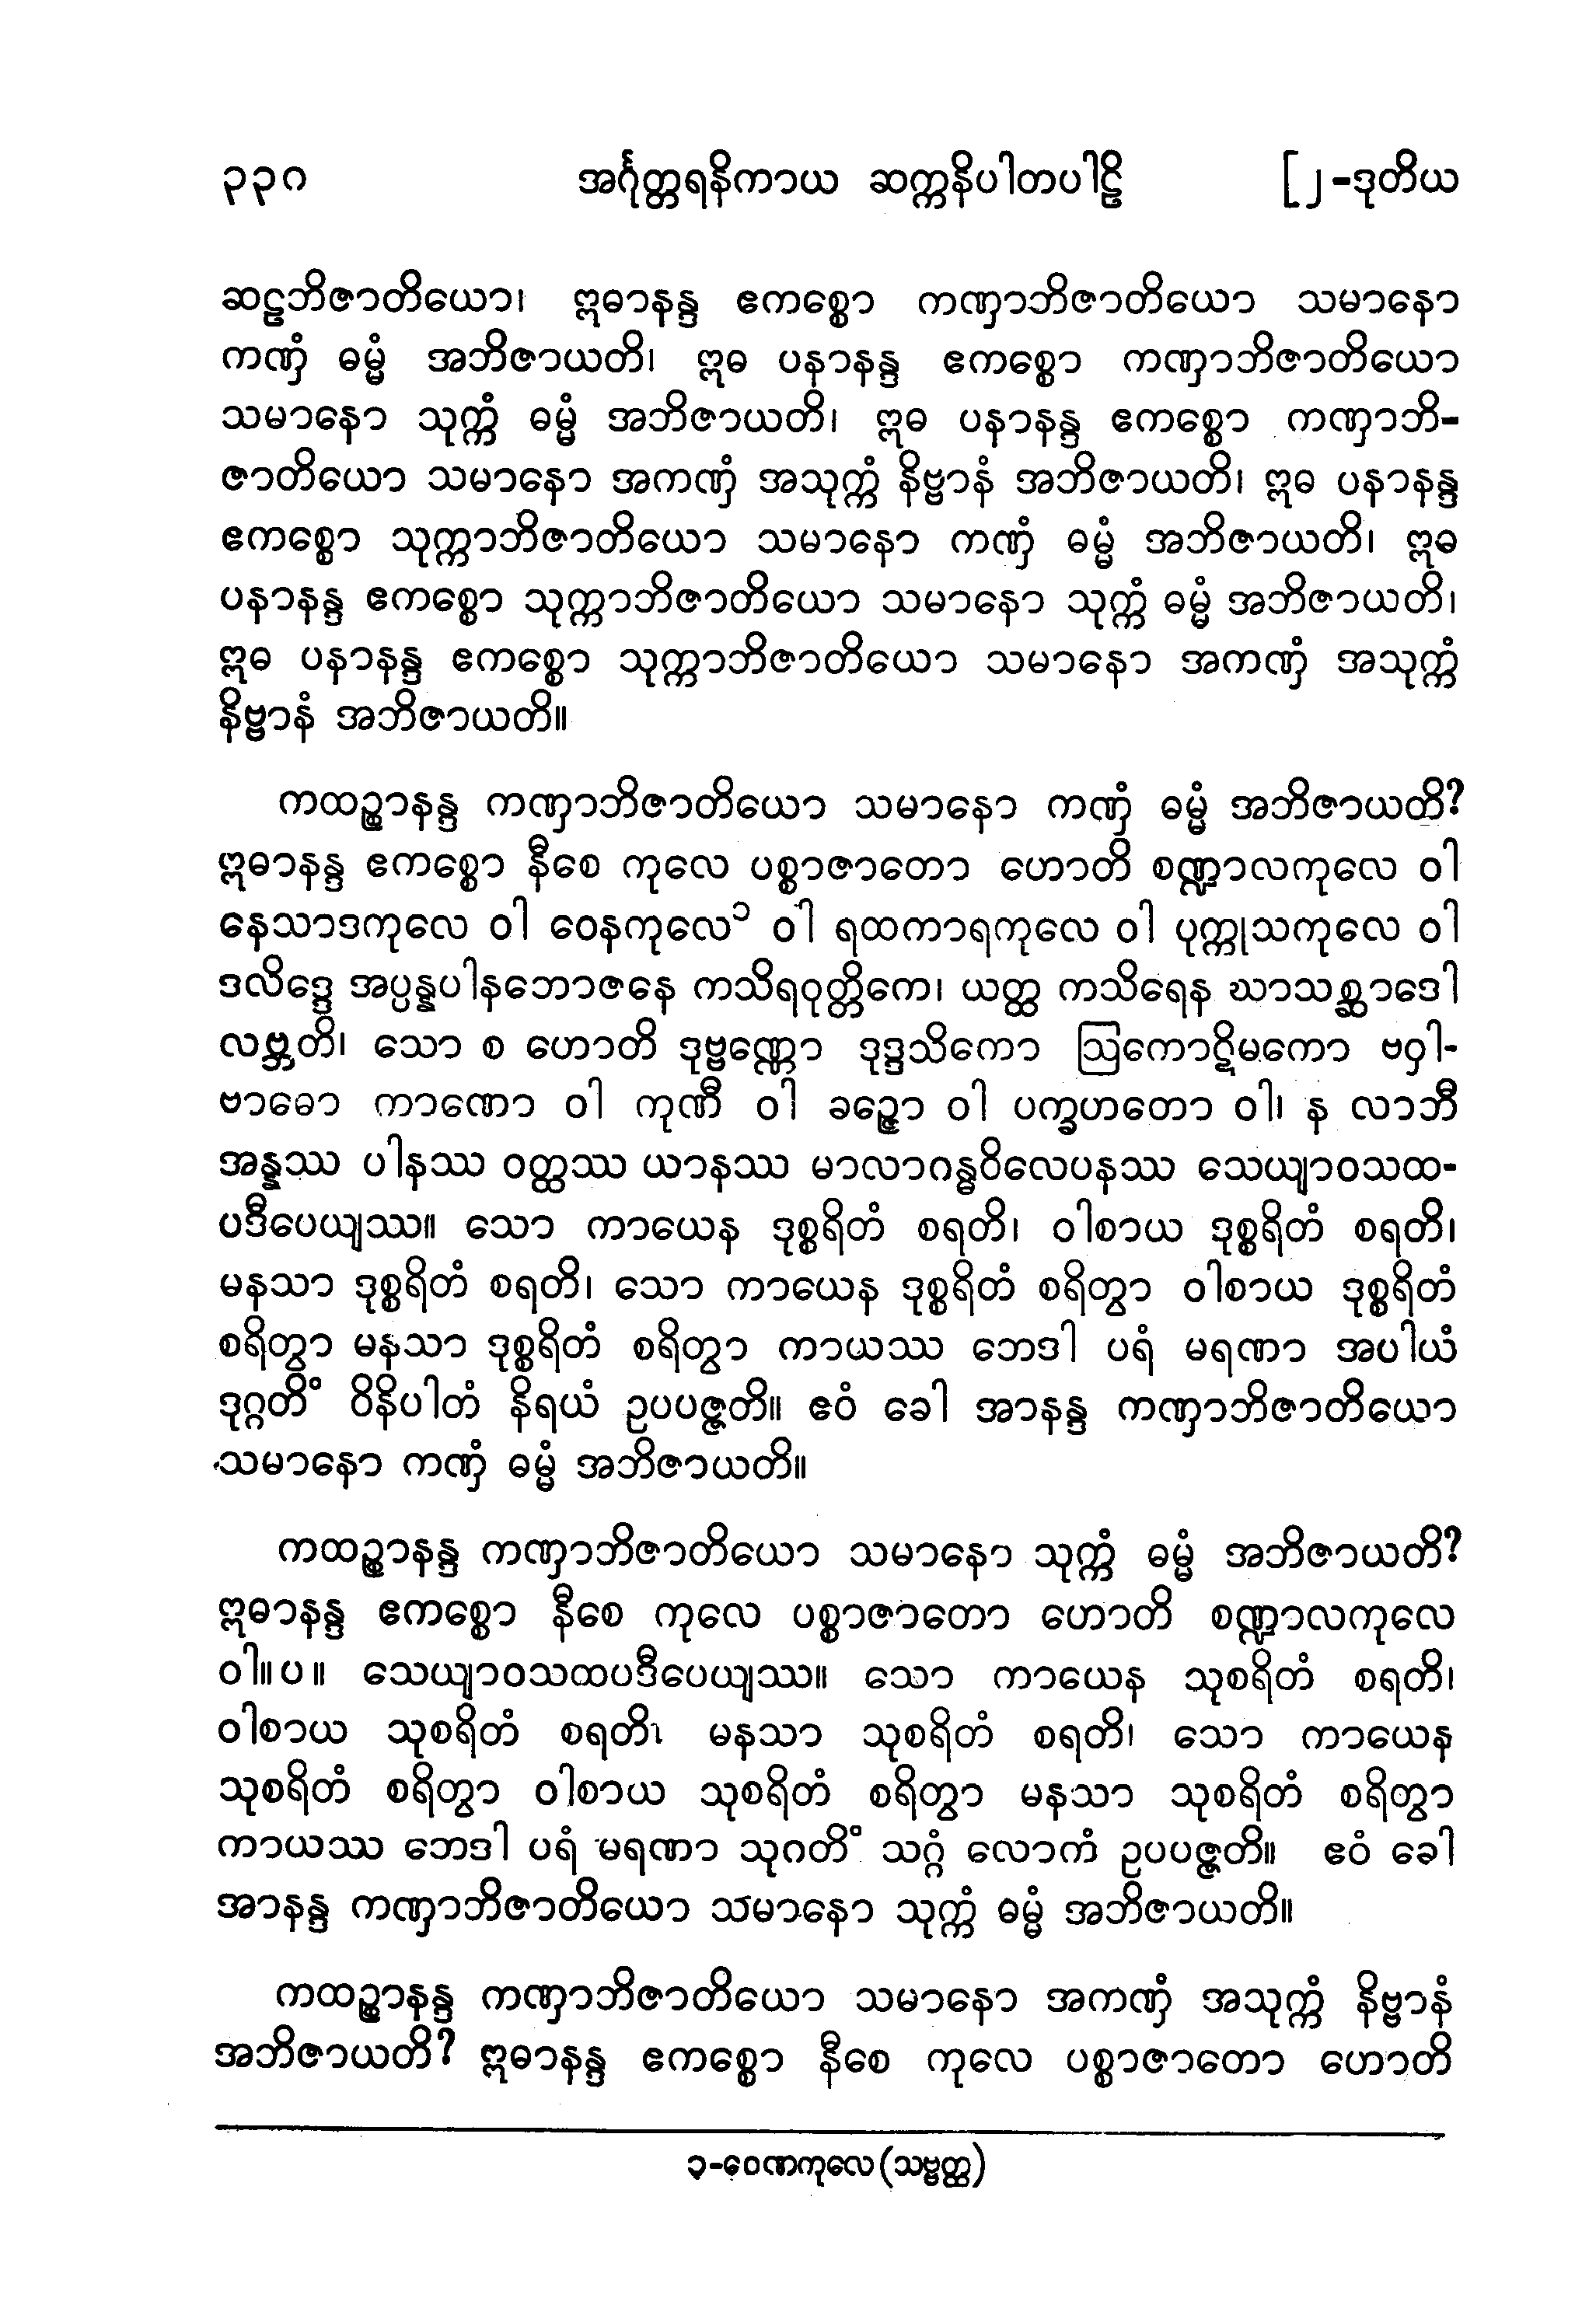 ၃၃၀ အင်္ဂုတ္တရနိကာယ ဆက္ကနိပါတပါဠိ [၂-ဒုတိယ
ဆဠဘိဇာတိယော၊ ဣဓာနန္ဒ ဧကစ္စော ကဏှာဘိဇာတိယော သမာနော
ကဏှံ ဓမ္မံ အဘိဇာယတိ၊ ဣဓ ပနာနန္ဒ ဧကစ္စော ကဏှာဘိဇာတိယော
သမာနော သုက္ကံ ဓမ္မံ အဘိဇာယတိ၊ ဣဓ ပနာနန္ဒ ဧကစ္စော ကဏှာဘိ-
ဇာတိယော သမာနော အကဏှံ အသုက္ကံ နိဗ္ဗာနံ အဘိဇာယတိ၊ ဣဓ ပနာနန္ဒ
ဧကစ္စော သုက္ကာဘိဇာတိယော သမာနော ကဏှံ ဓမ္မံ အဘိဇာယတိ၊ ဣဓ
ပနာနန္ဒ ဧကစ္စော သုက္ကာဘိဇာတိယော သမာနော သုက္ကံ ဓမ္မံ အဘိဇာယတိ၊
ဣဓ ပနာနန္ဒ ဧကစ္စော သုက္ကာဘိဇာတိယော သမာနော အကဏှံ အသုက္ကံ
နိဗ္ဗာနံ အဘိဇာယတိ။
ကထဉ္စာနန္ဒ ကဏှာဘိဇာတိယော သမာနော ကဏှံ ဓမ္မံ အဘိဇာယတိ?
ဣဓာနန္ဒ ဧကစ္စော နီစေ ကုလေ ပစ္စာဇာတော ဟောတိ စဏ္ဍာလကုလေ ဝါ
နေသာဒကုလေ ဝါ ဝေနကုလေ၁ ဝါ ရထကာရကုလေ ဝါ ပုက္ကုသကုလေ ဝါ
ဒလိဒ္ဒေ အပ္ပန္နပါနဘောဇနေ ကသိရဝုတ္တိကေ၊ ယတ္ထ ကသိရေန ဃာသစ္ဆာဒေါ
လဗ္ဘတိ၊ သော စ ဟောတိ ဒုဗ္ဗဏ္ဏော ဒုဒ္ဒသိကော ဩကောဋိမကော ဗဝှါ-
ဗာဓော ကာဏော ဝါ ကုဏီ ဝါ ခဉ္ဇော ဝါ ပက္ခဟတော ဝါ၊ န လာဘီ
အန္နဿ ပါနဿ ဝတ္ထဿ ယာနဿ မာလာဂန္ဓဝိလေပနဿ သေယျာဝသထ-
ပဒီပေယျဿ။ သော ကာယေန ဒုစ္စရိတံ စရတိ၊ ဝါစာယ ဒုစ္စရိတံ စရတိ၊
မနသာ ဒုစ္စရိတံ စရတိ၊ သော ကာယေန ဒုစ္စရိတံ စရိတွာ ဝါစာယ ဒုစ္စရိတံ
စရိတွာ မနသာ ဒုစ္စရိတံ စရိတွာ ကာယဿ ဘေဒါ ပရံ မရဏာ အပါယံ
ဒုဂ္ဂတိံ ဝိနိပါတံ နိရယံ ဥပပဇ္ဇတိ။ ဧဝံ ခေါ အာနန္ဒ ကဏှာဘိဇာတိယော
သမာနော ကဏှံ ဓမ္မံ အဘိဇာယတိ။
ကထဉ္စာနန္ဒ ကဏှာဘိဇာတိယော သမာနော သုက္ကံ ဓမ္မံ အဘိဇာယတိ?
ဣဓာနန္ဒ ဧကစ္စော နီစေ ကုလေ ပစ္စာဇာတော ဟောတိ စဏ္ဍာလကုလေ
ဝါ။ပ။ သေယျာဝသထပဒီပေယျဿ။ သော ကာယေန သုစရိတံ စရတိ၊
ဝါစာယ သုစရိတံ စရတိ၊ မနသာ သုစရိတံ စရတိ၊ သော ကာယေန
သုစရိတံ စရိတွာ ဝါစာယ သုစရိတံ စရိတွာ မနသာ သုစရိတံ စရိတွာ
ကာယဿ ဘေဒါ ပရံ မရဏာ သုဂတိံ သဂ္ဂံ လောကံ ဥပပဇ္ဇတိ။ ဧဝံ ခေါ
အာနန္ဒ ကဏှာဘိဇာတိယော သမာနော သုက္ကံ ဓမ္မံ အဘိဇာယတိ။
ကထဉ္စာနန္ဒ ကဏှာဘိဇာတိယော သမာနော အကဏှံ အသုက္ကံ နိဗ္ဗာနံ
အဘိဇာယတိ? ဣဓာနန္ဒ ဧကစ္စော နီစေ ကုလေ ပစ္စာဇာတော ဟောတိ
၁-ဝေဏကုလေ(သဗ္ဗတ္ထ)